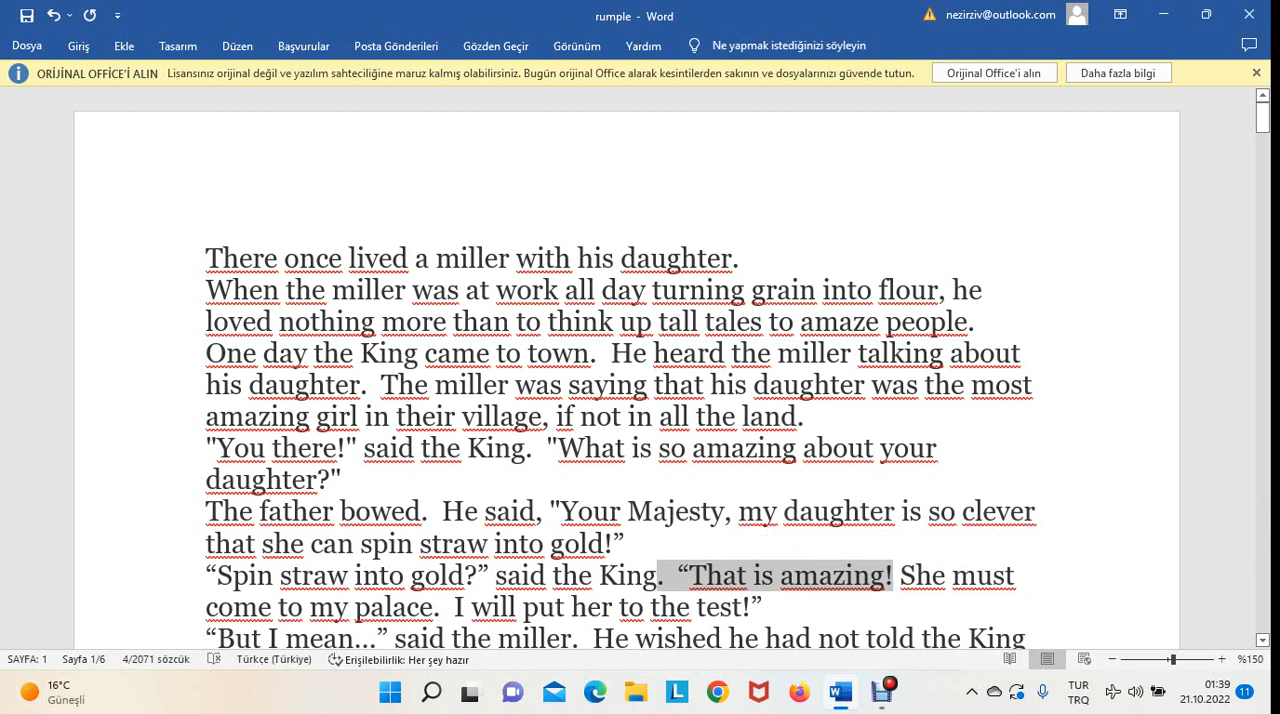 rumple - Word
nezirziv@outlook.com
Dosya Giriş Ekle Tasarım Düzen Başvurular Posta Gönderileri Gözden Geçir Görünüm Yardım Ne yapmak istediğinizi söyleyin
ORİJİNAL OFFICE'İ ALIN Lisansınız orijinal değil ve yazılım sahteciliğine maruz kalmış olabilirsiniz. Bugün orijinal Office alarak kesintilerden sakının ve dosyalarınızı güvende tutun. Orijinal Office'i alın Daha fazla bilgi
There once lived a miller with his daughter.
When the miller was at work all day turning grain into flour, he
loved nothing more than to think up tall tales to amaze people.
One day the King came to town.  He heard the miller talking about
his daughter.  The miller was saying that his daughter was the most
amazing girl in their village, if not in all the land.
"You there!" said the King.  "What is so amazing about your
daughter?"
The father bowed.  He said, "Your Majesty, my daughter is so clever
that she can spin straw into gold!”
“Spin straw into gold?” said the King.  “That is amazing! She must
come to my palace.  I will put her to the test!”
“But I mean…” said the miller.  He wished he had not told the King
SAYFA: 1 Sayfa 1/6 4/2071 sözcük Türkçe (Türkiye) Erişilebilirlik: Her şey hazır %150
16°C
Güneşli
TUR
TRQ
01:39
21.10.2022
11